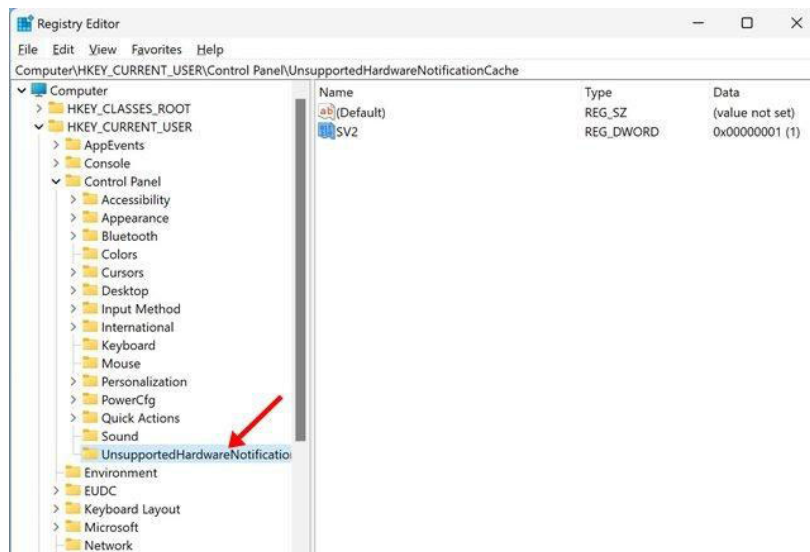 Registry Editor
File Edit View Favorites Help
Computer\HKEY_CURRENT_USER\Control Panel\UnsupportedHardwareNotificationCache
Computer
HKEY_CLASSES_ROOT
HKEY_CURRENT_USER
AppEvents
Console
Control Panel
Accessibility
Appearance
Bluetooth
Colors
Cursors
Desktop
Input Method
International
Keyboard
Mouse
Personalization
PowerCfg
Quick Actions
Sound
UnsupportedHardwareNotificatio
Environment
EUDC
Keyboard Layout
Microsoft
Network
Name Type Data
ab (Default) REG_SZ (value not set)
SV2 REG_DWORD 0x00000001 (1)